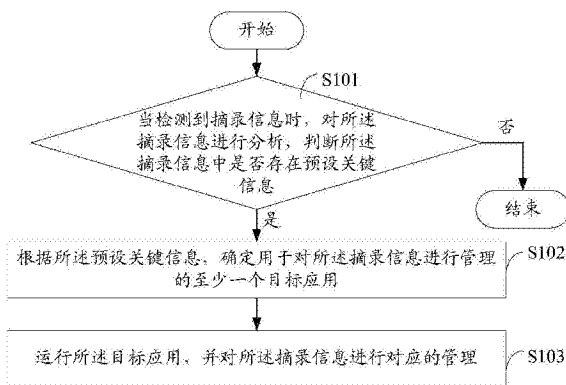 开始
S101
当检测到摘录信息时，对所述
摘录信息进行分析，判断所述
摘录信息中是否存在预设关键
信息
否
结束
是
根据所述预设关键信息，确定用于对所述摘录信息进行管理
的至少一个目标应用
S102
运行所述目标应用，并对所述摘录信息进行对应的管理
S103